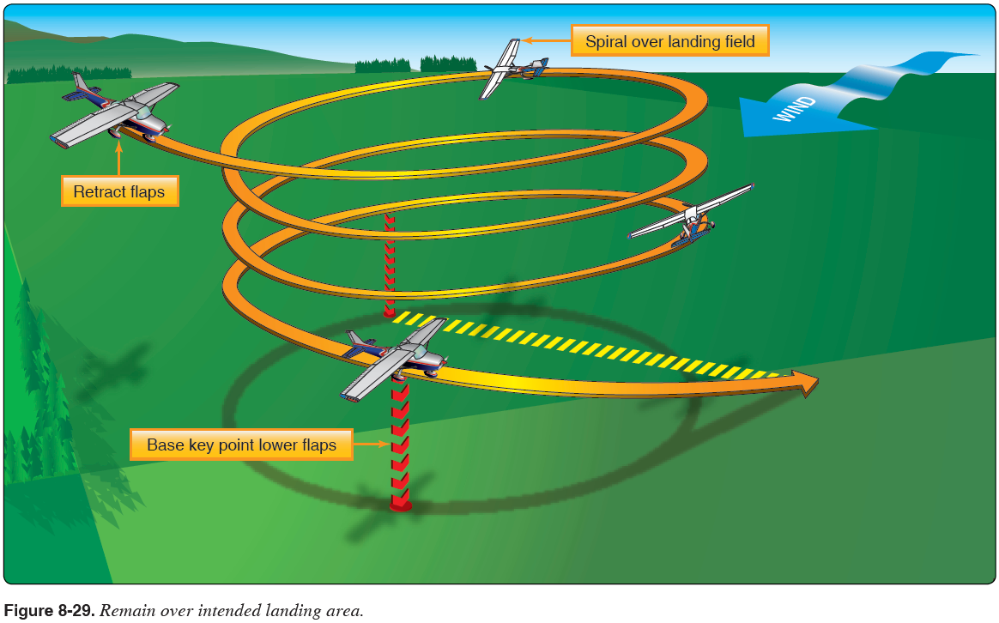 Spiral over landing field
WIND
Retract flaps
Base key point lower flaps
Figure 8-29. Remain over intended landing area.